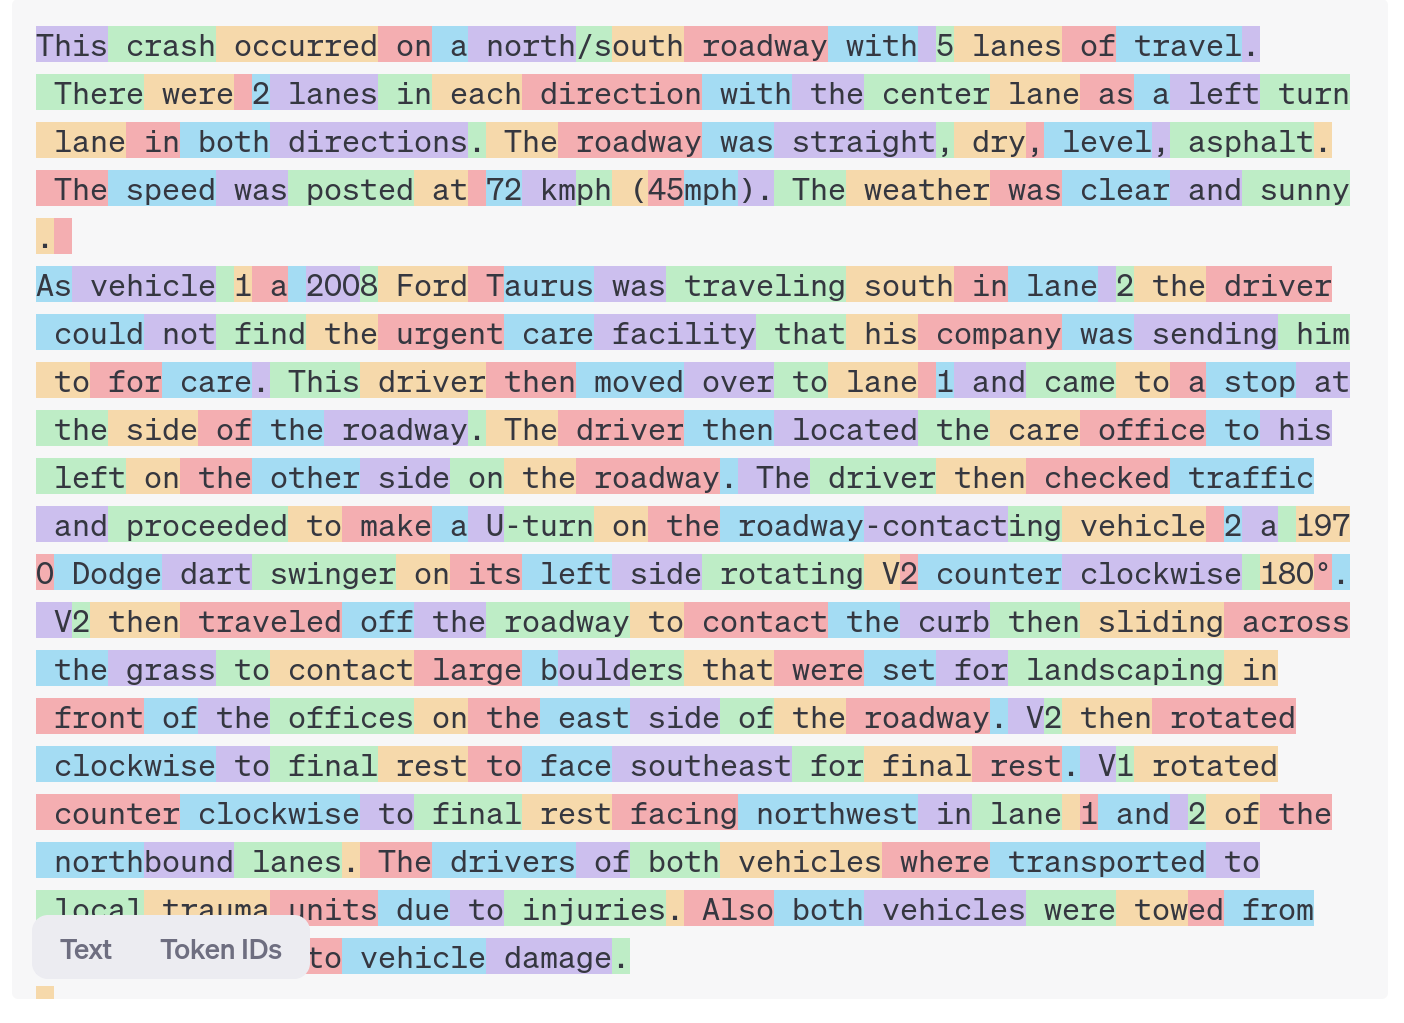 This crash occurred on a north/south roadway with 5 lanes of travel.
There were 2 lanes in each direction with the center lane as a left turn
lane in both directions. The roadway was straight, dry, level, asphalt.
The speed was posted at 72 kmph (45mph). The weather was clear and sunny
.
As vehicle 1 a 2008 Ford Taurus was traveling south in lane 2 the driver
could not find the urgent care facility that his company was sending him
to for care. This driver then moved over to lane 1 and came to a stop at
the side of the roadway. The driver then located the care office to his
left on the other side on the roadway. The driver then checked traffic
and proceeded to make a U-turn on the roadway-contacting vehicle 2 a 197
0 Dodge dart swinger on its left side rotating V2 counter clockwise 180°.
V2 then traveled off the roadway to contact the curb then sliding across
the grass to contact large boulders that were set for landscaping in
front of the offices on the east side of the roadway. V2 then rotated
clockwise to final rest to face southeast for final rest. V1 rotated
counter clockwise to final rest facing northwest in lane 1 and 2 of the
northbound lanes. The drivers of both vehicles where transported to
local trauma units due to injuries. Also both vehicles were towed from
to vehicle damage.
Text Token IDs